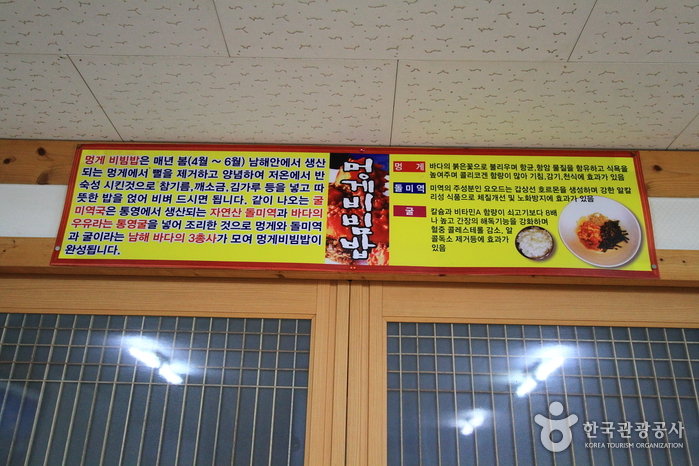 멍게 비빔밥은 매년 봄(4월 ~ 6월) 남해안에서 생산
되는 멍게에서 뻘을 제거하고 양념하여 저온에서 반
숙성 시킨것으로 참기름,깨소금,김가루 등을 넣고 따
뜻한 밥을 얹어 비벼 드시면 됩니다. 같이 나오는 굴
미역국은 통영에서 생산되는 자연산 돌미역과 바다의
우유라는 통영굴을 넣어 조리한 것으로 멍게와 돌미역
과 굴이라는 남해 바다의 3총사가 모여 멍게비빔밥이
완성됩니다.
멍게비빔밥
멍 게 바다의 붉은꽃으로 불리우며 항균, 항암 물질을 함유하고 식욕을
높여주며 콜리코겐 함량이 많아 기침,감기,천식에 효과가 있음
돌미역 미역의 주성분인 요오드는 갑상선 호르몬을 생성하며 강한 알칼
리성 식품으로 체질개선 및 노화방지에 효과가 있음
굴 칼슘과 비타민A 함량이 쇠고기보다 8배
나 높고 간장의 해독기능을 강화하며
혈중 콜레스테롤 감소, 알
콜독소 제거등에 효과가
있음
한국관광공사
KOREA TOURISM ORGANIZATION